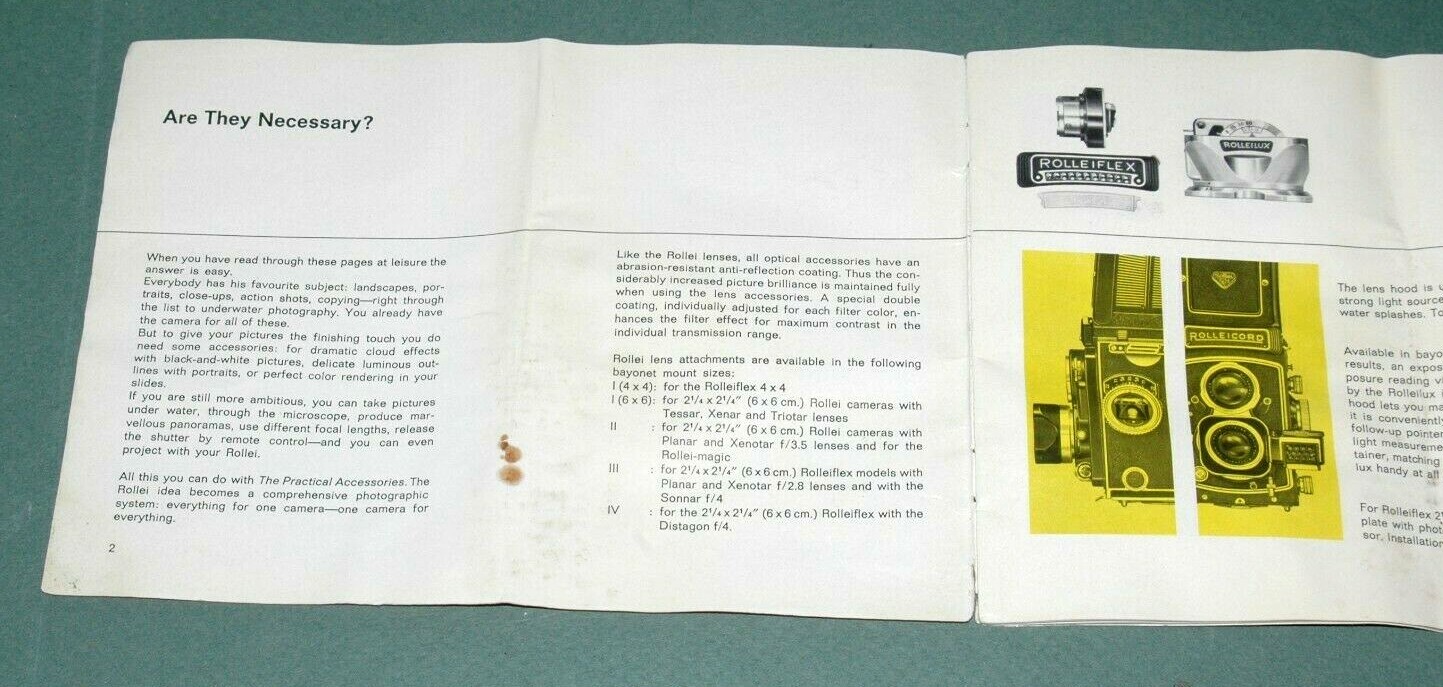 Are They Necessary?
When you have read through these pages at leisure the
answer is easy.
Everybody has his favourite subject: landscapes, por-
traits, close-ups, action shots, copying—right through
the list to underwater photography. You already have
the camera for all of these.
But to give your pictures the finishing touch you do
need some accessories: for dramatic cloud effects
with black-and-white pictures, delicate luminous out-
lines with portraits, or perfect color rendering in your
slides.
If you are still more ambitious, you can take pictures
under water, through the microscope, produce mar-
vellous panoramas, use different focal lengths, release
the shutter by remote control—and you can even
project with your Rollei.
All this you can do with The Practical Accessories. The
Rollei idea becomes a comprehensive photographic
system: everything for one camera—one camera for
everything.
2
Like the Rollei lenses, all optical accessories have an
abrasion-resistant anti-reflection coating. Thus the con-
siderably increased picture brilliance is maintained fully
when using the lens accessories. A special double
coating, individually adjusted for each filter color, en-
hances the filter effect for maximum contrast in the
individual transmission range.
Rollei lens attachments are available in the following
bayonet mount sizes:
I (4 x 4): for the Rolleiflex 4 x 4
I (6 x 6): for 2¹/₄ x 2¹/₄″ (6 x 6 cm.) Rollei cameras with
Tessar, Xenar and Triotar lenses
II : for 2¹/₄ x 2¹/₄″ (6 x 6 cm.) Rollei cameras with
Planar and Xenotar f/3.5 lenses and for the
Rollei-magic
III : for 2¹/₄ x 2¹/₄″ (6 x 6 cm.) Rolleiflex models with
Planar and Xenotar f/2.8 lenses and with the
Sonnar f/4
IV : for the 2¹/₄ x 2¹/₄″ (6 x 6 cm.) Rolleiflex with the
Distagon f/4.
ROLLEIFLEX
ROLLEILUX
ROLLEICORD
The lens hood is
strong light source
water splashes. To
Available in
results, an
posure reading
by the Rolleilux
hood lets you
it is conveniently
follow-up pointer
light
tainer, matching
lux handy at all
For Rolleiflex
plate with
sor. Installation